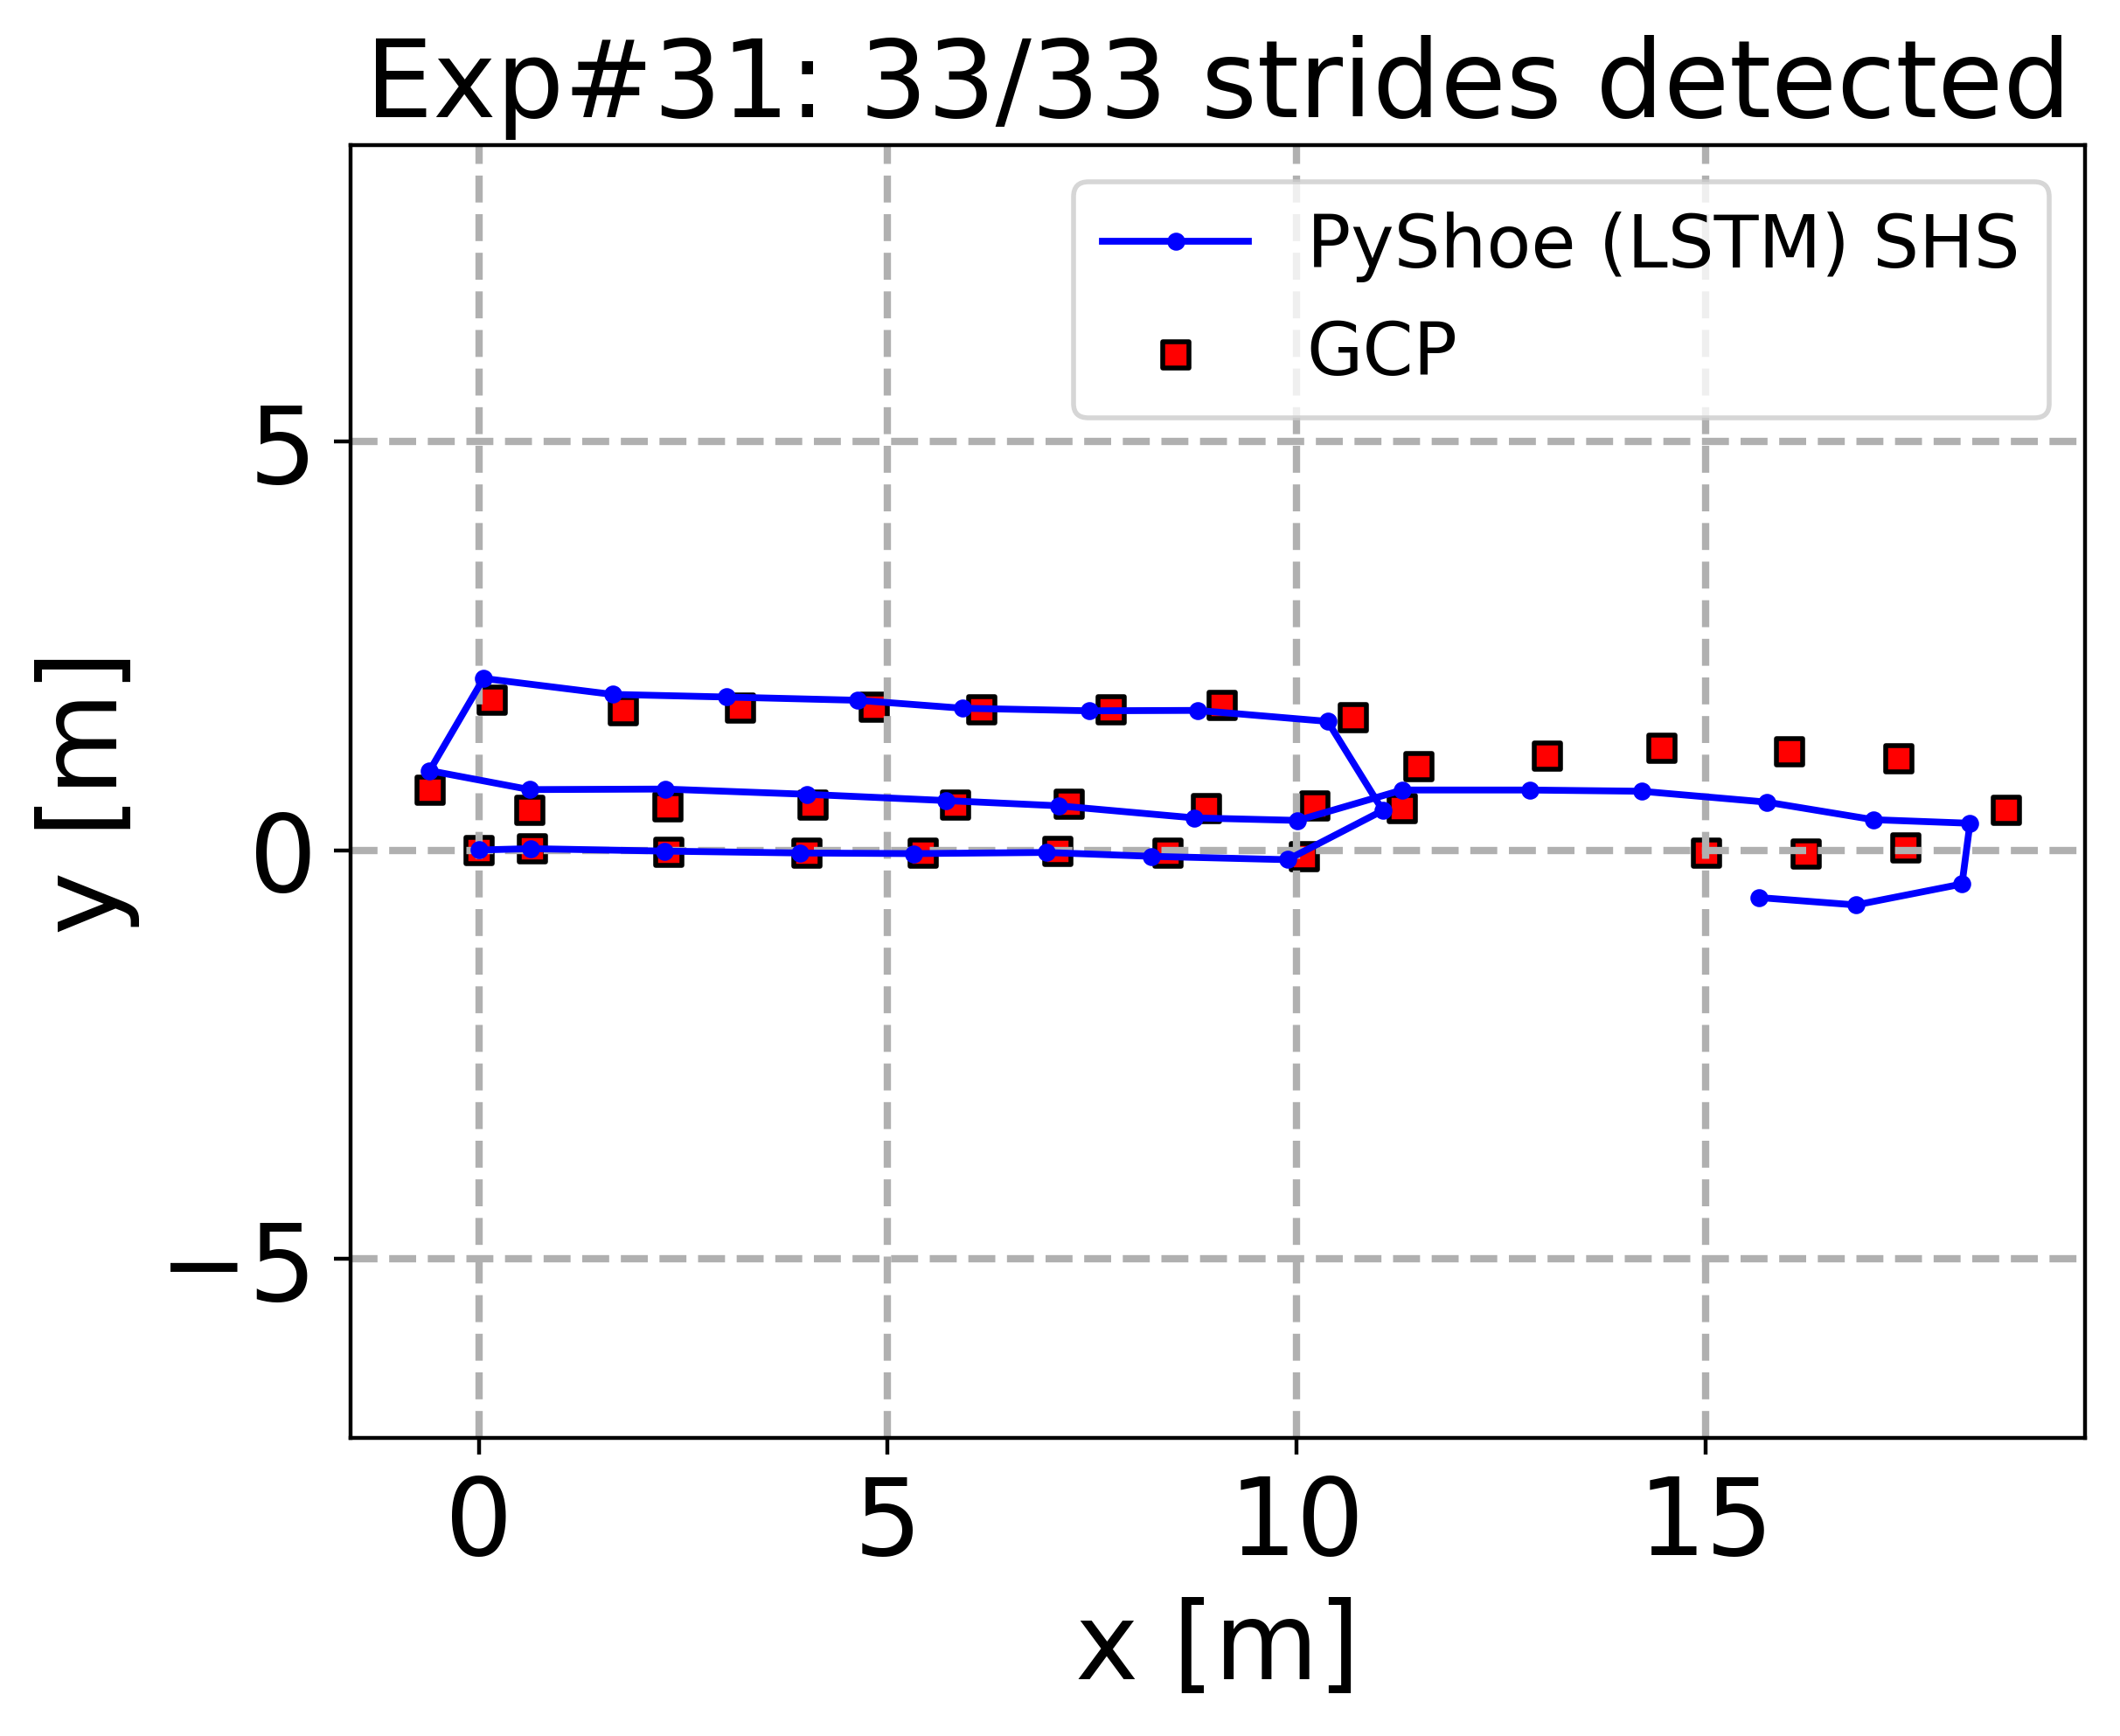 Exp#31: 33/33 strides detected
PyShoe (LSTM) SHS
GCP
y [m]
5
0
−5
0 5 10 15
x [m]